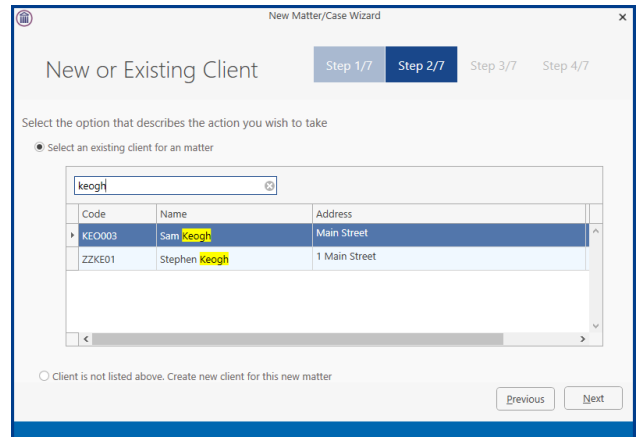 New Matter/Case Wizard
New or Existing Client
Step 1/7 Step 2/7 Step 3/7 Step 4/7
Select the option that describes the action you wish to take
Select an existing client for an matter
keogh
Code Name Address
KEO003 Sam Keogh Main Street
ZZKE01 Stephen Keogh 1 Main Street
Client is not listed above. Create new client for this new matter
Previous Next